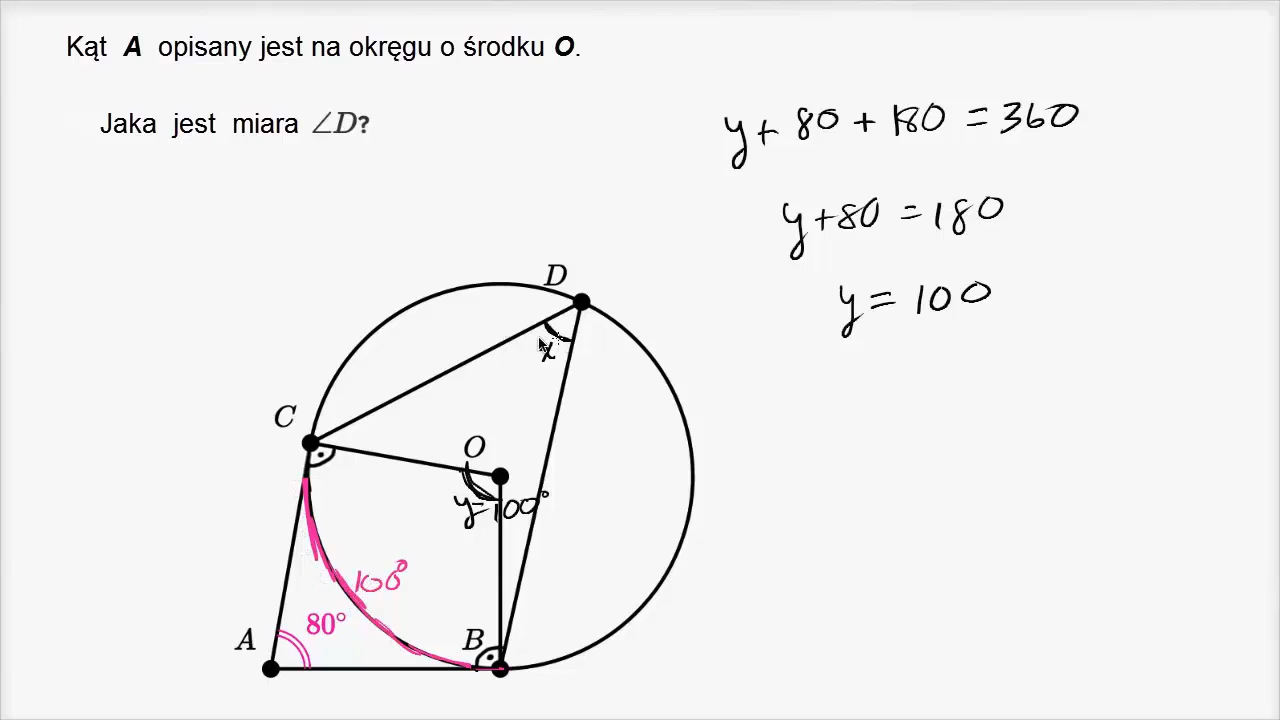 Kąt A opisany jest na okręgu o środku O.
Jaka jest miara ∠D?
y + 80 + 180 = 360
y + 80 = 180
y = 100
D
x
C
O
y=100°
100°
80°
A
B